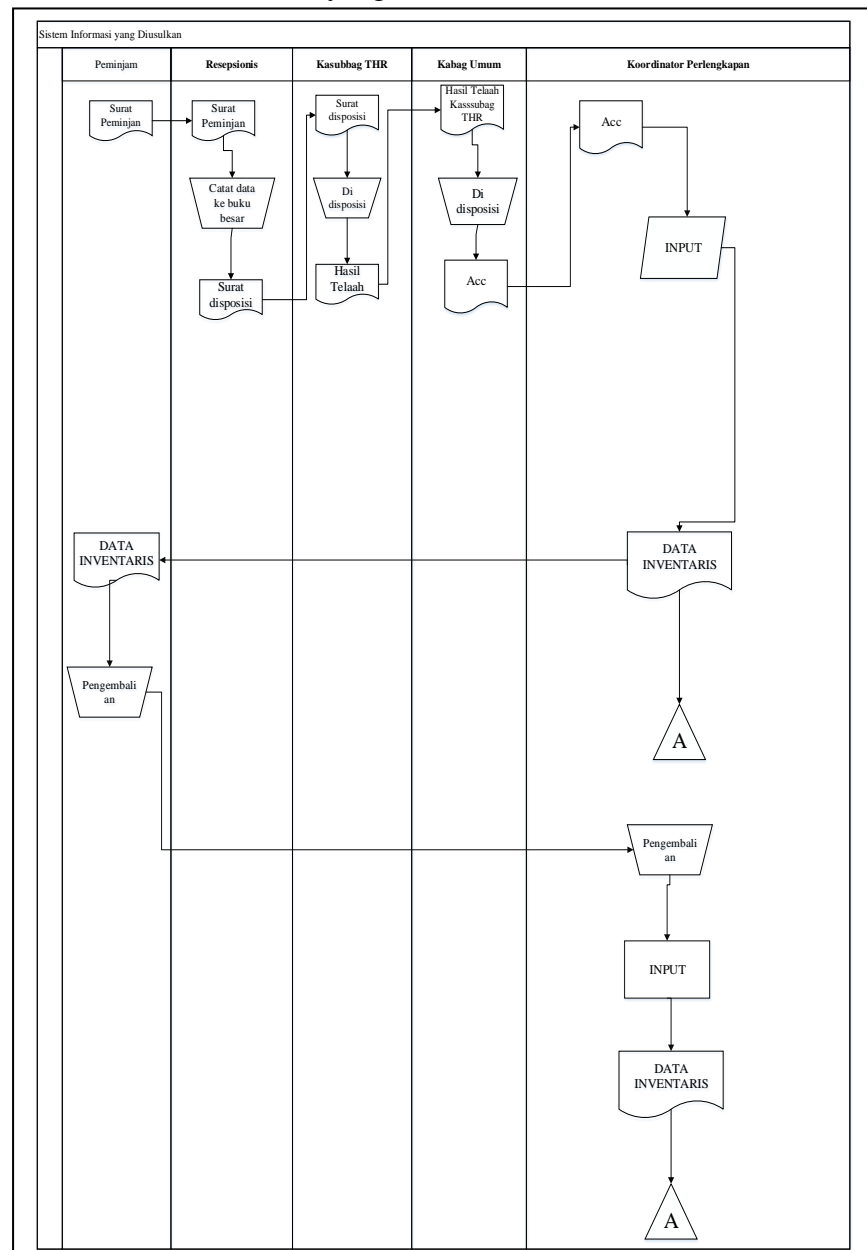 Sistem Informasi yang Diusulkan
Peminjam
Resepsionis
Kasubbag THR
Kabag Umum
Koordinator Perlengkapan
Surat
Peminjan
Surat
Peminjan
Surat
disposisi
Hasil Telaah
Kasssubag
THR
Acc
Catat data
ke buku
besar
Di
disposisi
Di
disposisi
INPUT
Surat
disposisi
Hasil
Telaah
Acc
DATA
INVENTARIS
DATA
INVENTARIS
Pengembali
an
A
Pengembali
an
INPUT
DATA
INVENTARIS
A